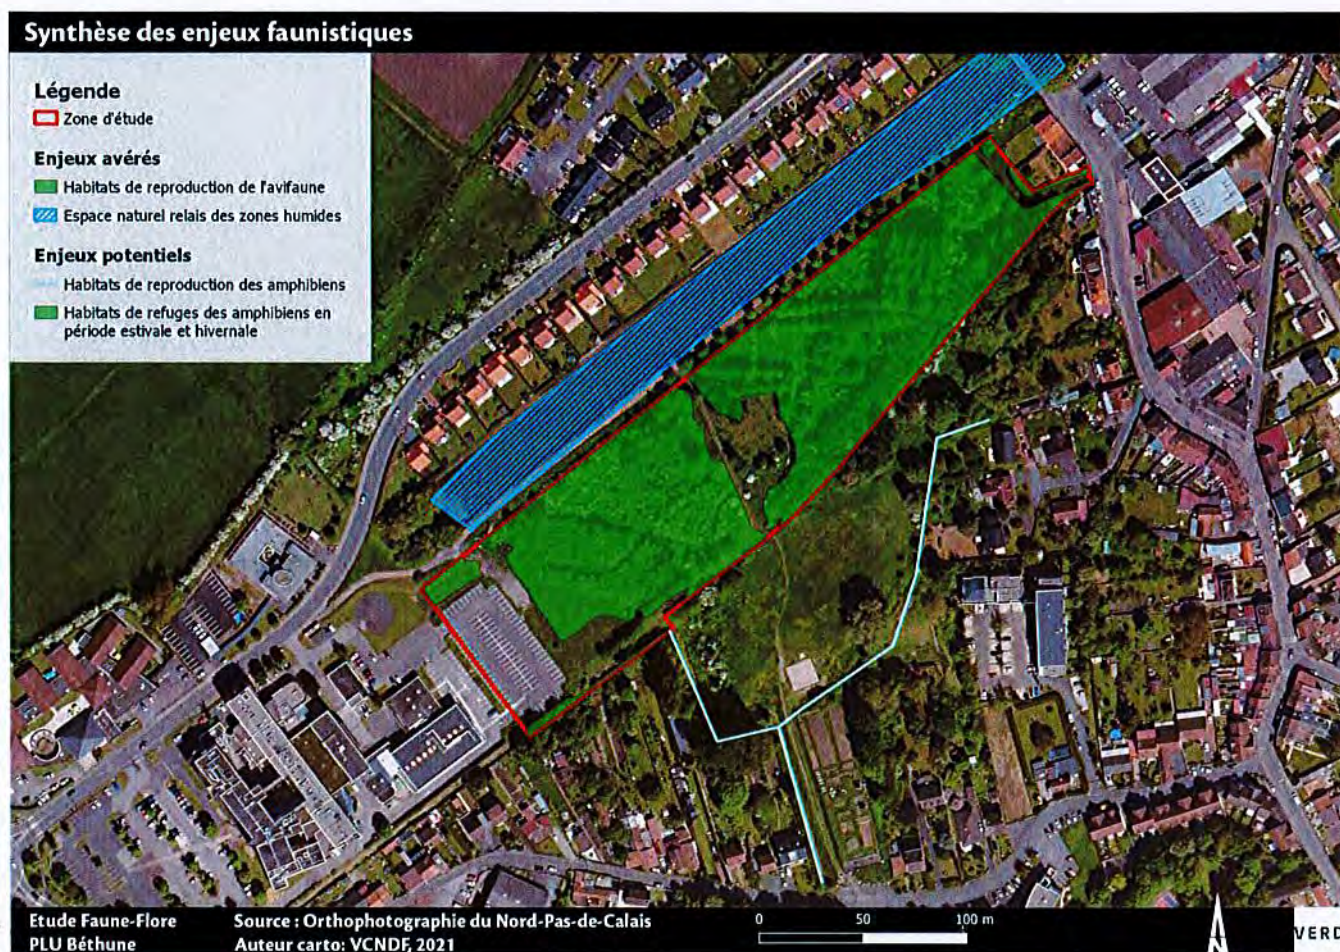 Synthèse des enjeux faunistiques
Légende
Zone d'étude
Enjeux avérés
Habitats de reproduction de l'avifaune
Espace naturel relais des zones humides
Enjeux potentiels
Habitats de reproduction des amphibiens
Habitats de refuges des amphibiens en
période estivale et hivernale
Etude Faune-Flore
PLU Béthune
Source : Orthophotographie du Nord-Pas-de-Calais
Auteur carto: VCNDF, 2021
0 50 100 m
VERD